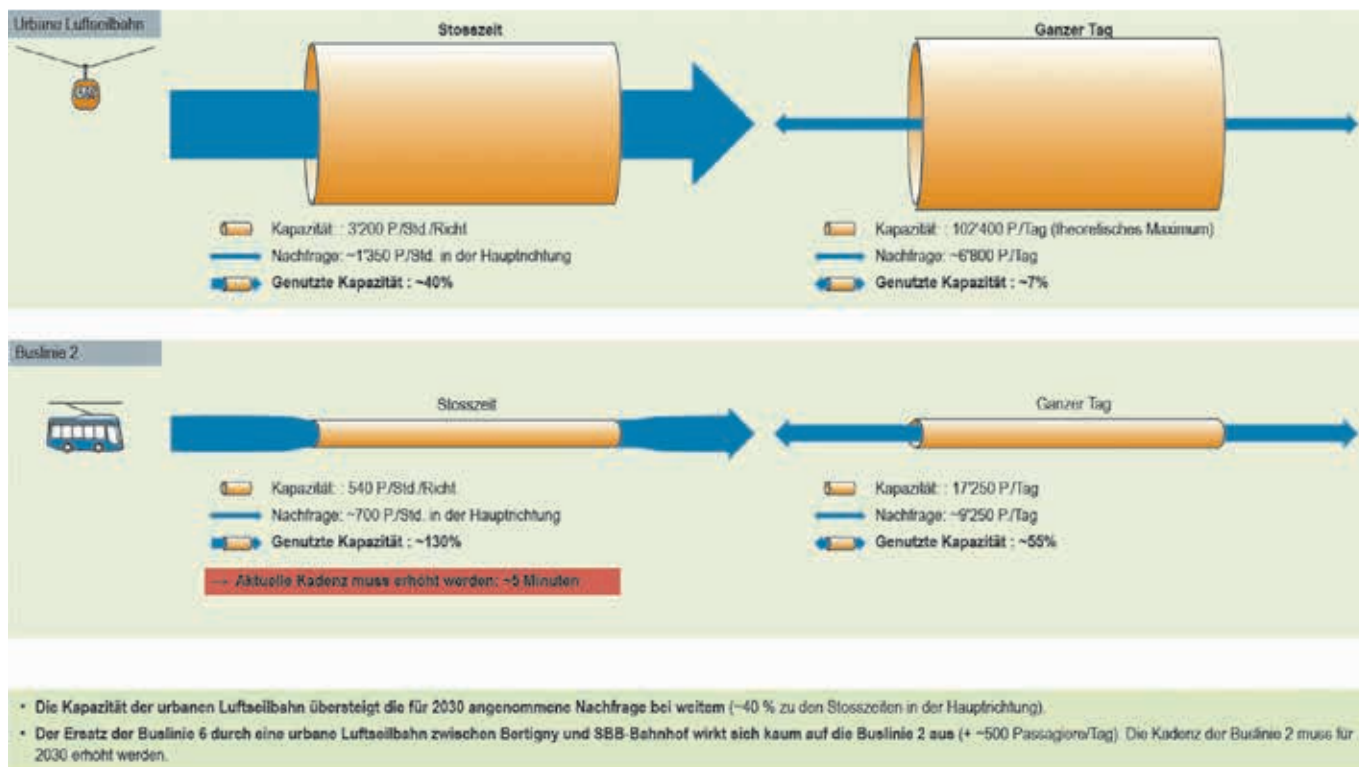 Urbane Luftseilbahn
Stosszeit
Ganzer Tag
Kapazität: : 3'200 P./Std./Richt
Nachfrage: ~1'350 P./Std. in der Hauptrichtung
Genutzte Kapazität : ~40%
Kapazität: : 102'400 P./Tag (theoretisches Maximum)
Nachfrage: ~6'800 P./Tag
Genutzte Kapazität : ~7%
Buslinie 2
Stosszeit
Ganzer Tag
Kapazität: : 540 P./Std./Richt
Nachfrage: ~700 P./Std. in der Hauptrichtung
Genutzte Kapazität : ~130%
→ Aktuelle Kadenz muss erhöht werden: ~5 Minuten
Kapazität: : 17'250 P./Tag
Nachfrage: ~9'250 P./Tag
Genutzte Kapazität : ~55%
• Die Kapazität der urbanen Luftseilbahn übersteigt die für 2030 angenommene Nachfrage bei weitem (~40 % zu den Stosszeiten in der Hauptrichtung).
• Der Ersatz der Buslinie 6 durch eine urbane Luftseilbahn zwischen Bertigny und SBB-Bahnhof wirkt sich kaum auf die Buslinie 2 aus (+ ~500 Passagiere/Tag). Die Kadenz der Buslinie 2 muss für
2030 erhöht werden.